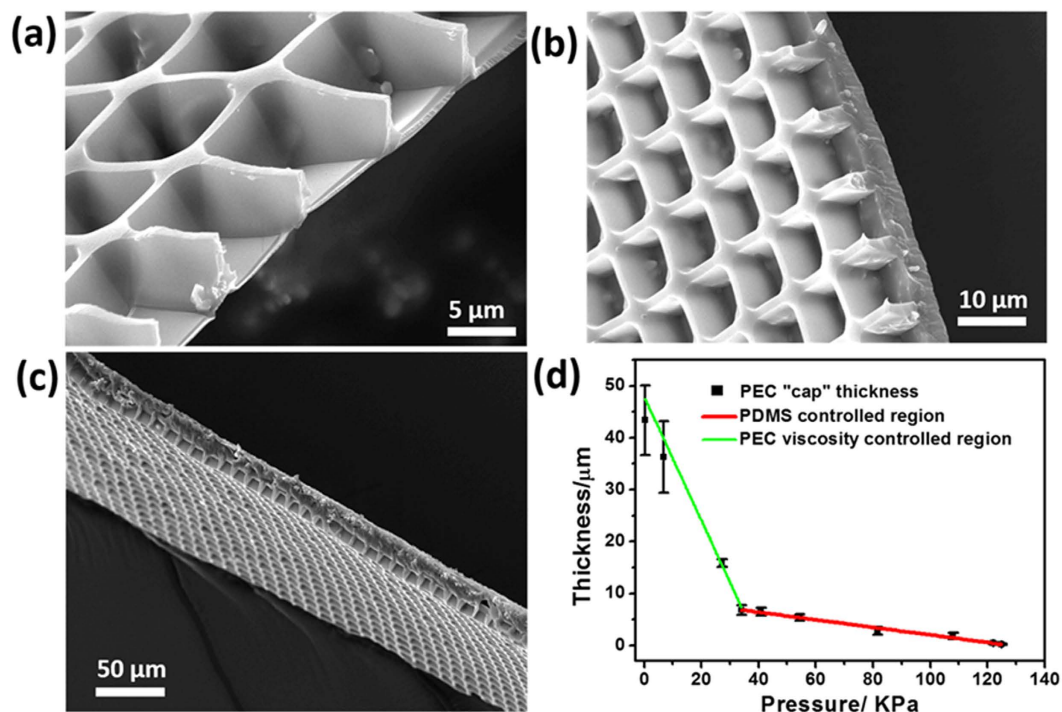 (a)
5 μm
(b)
10 μm
(c)
50 μm
(d)
PEC "cap" thickness
PDMS controlled region
PEC viscosity controlled region
Thickness/μm
50
40
30
20
10
0
0 20 40 60 80 100 120 140
Pressure/ KPa